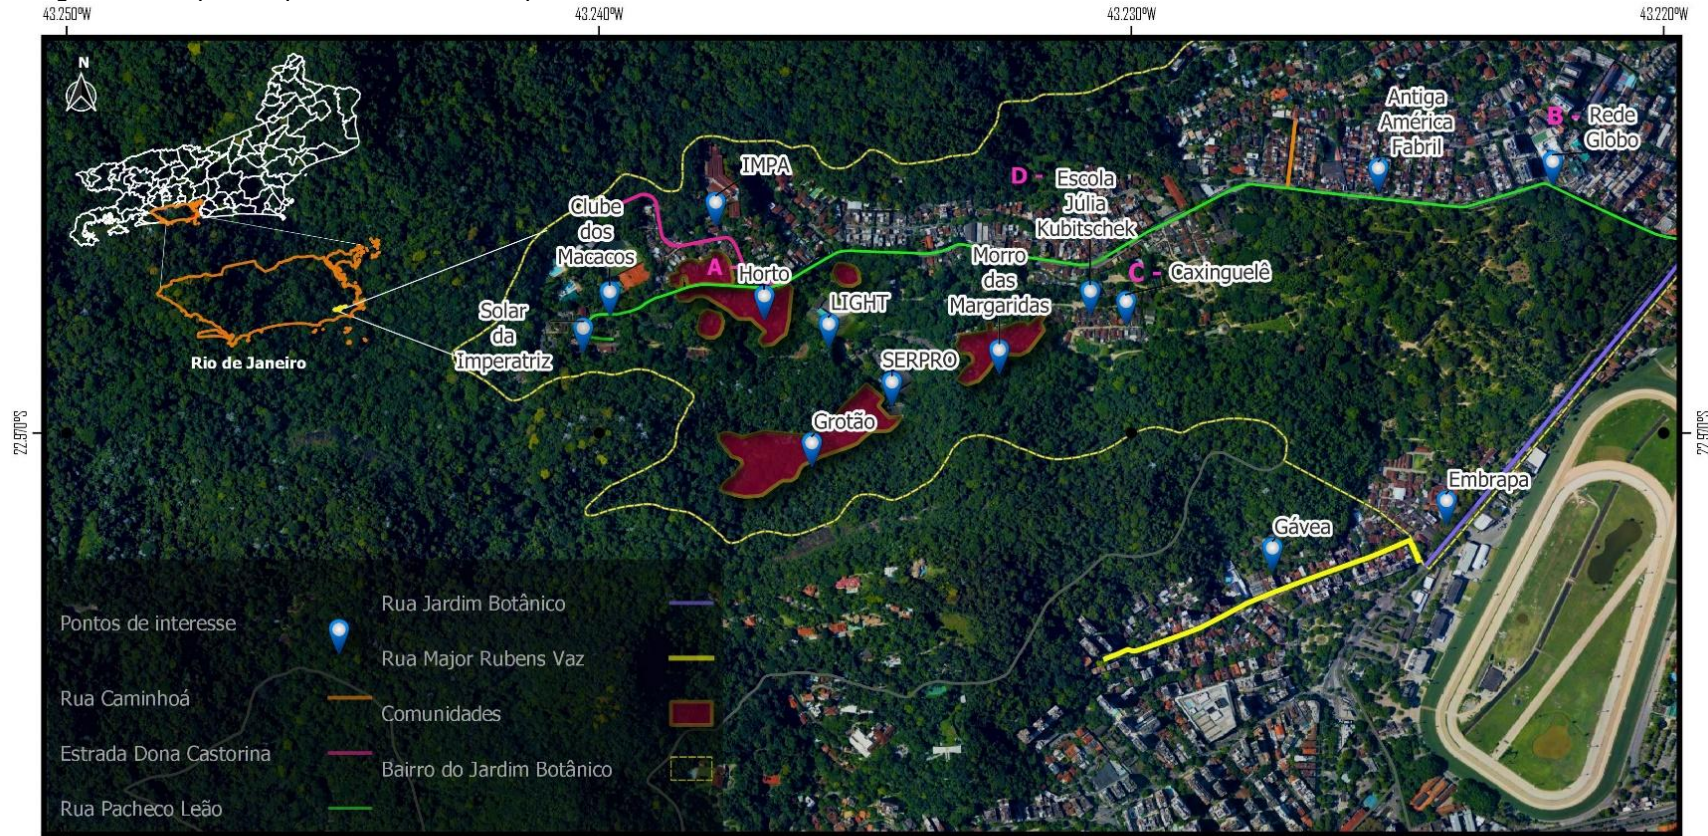 43.250°W 43.240°W 43.230°W 43.220°W
N
Rio de Janeiro
22.970°S
22.970°S
IMPA
Clube
dos
Macacos
Solar
da
Imperatriz
A
Horto
LIGHT
SERPRO
Grotão
Morro
das
Margaridas
D - Escola
Júlia
Kubitschek
C - Caxinguelê
Antiga
América
Fabril
B - Rede
Globo
Embrapa
Gávea
Pontos de interesse
Rua Caminhoá
Estrada Dona Castorina
Rua Pacheco Leão
Rua Jardim Botânico
Rua Major Rubens Vaz
Comunidades
Bairro do Jardim Botânico